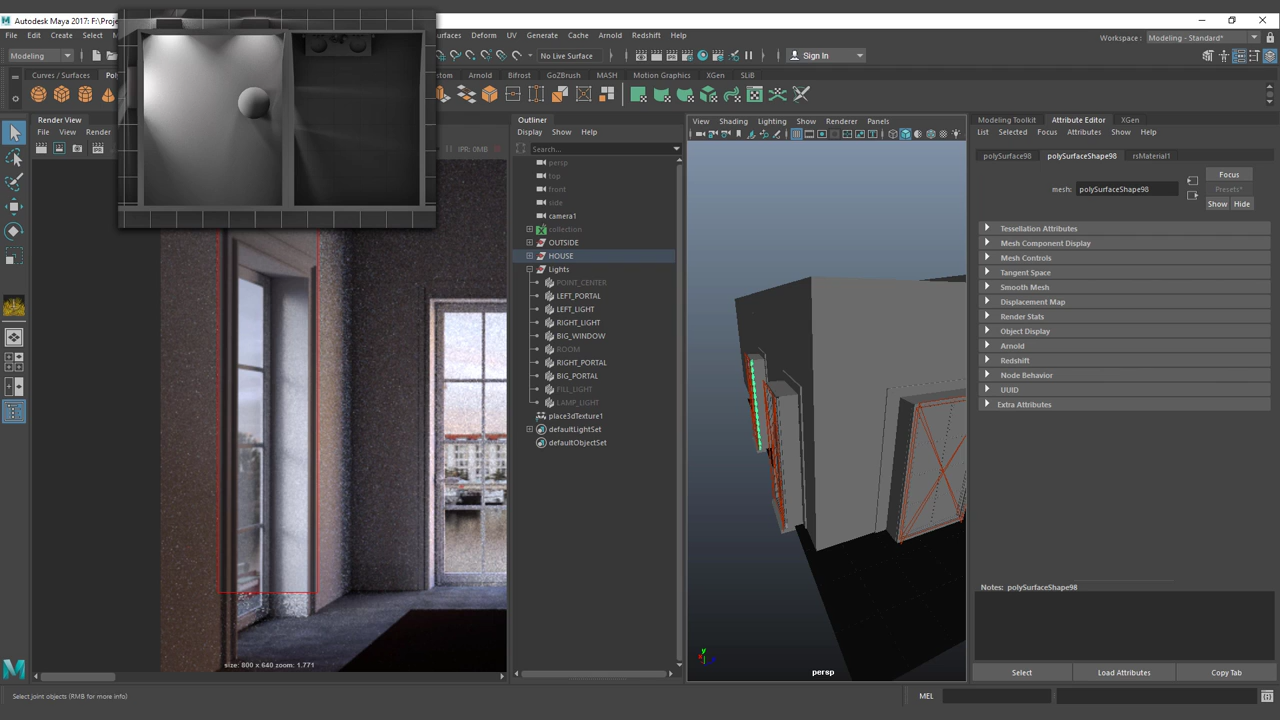 Autodesk Maya 2017: F:\Proje
File Edit Create Select
Surfaces Deform UV Generate Cache Arnold Redshift Help
Workspace : Modeling - Standard*
Modeling
No Live Surface
Sign In
Curves / Surfaces
Arnold Bifrost GoZBrush MASH Motion Graphics XGen SLiB
Render View
File View Render
IPR: 0MB
size: 800 x 640 zoom: 1.771
Outliner
Display Show Help
Search...
persp
top
front
side
camera1
collection
OUTSIDE
HOUSE
Lights
POINT_CENTER
LEFT_PORTAL
LEFT_LIGHT
RIGHT_LIGHT
BIG_WINDOW
ROOM
RIGHT_PORTAL
BIG_PORTAL
FILL_LIGHT
LAMP_LIGHT
place3dTexture1
defaultLightSet
defaultObjectSet
View Shading Lighting Show Renderer Panels
persp
Modeling Toolkit Attribute Editor XGen
List Selected Focus Attributes Show Help
polySurface98 polySurfaceShape98 rsMaterial1
Focus
mesh: polySurfaceShape98
Presets*
Show Hide
Tessellation Attributes
Mesh Component Display
Mesh Controls
Tangent Space
Smooth Mesh
Displacement Map
Render Stats
Object Display
Arnold
Redshift
Node Behavior
UUID
Extra Attributes
Notes: polySurfaceShape98
Select Load Attributes Copy Tab
Select joint objects (RMB for more info)
MEL